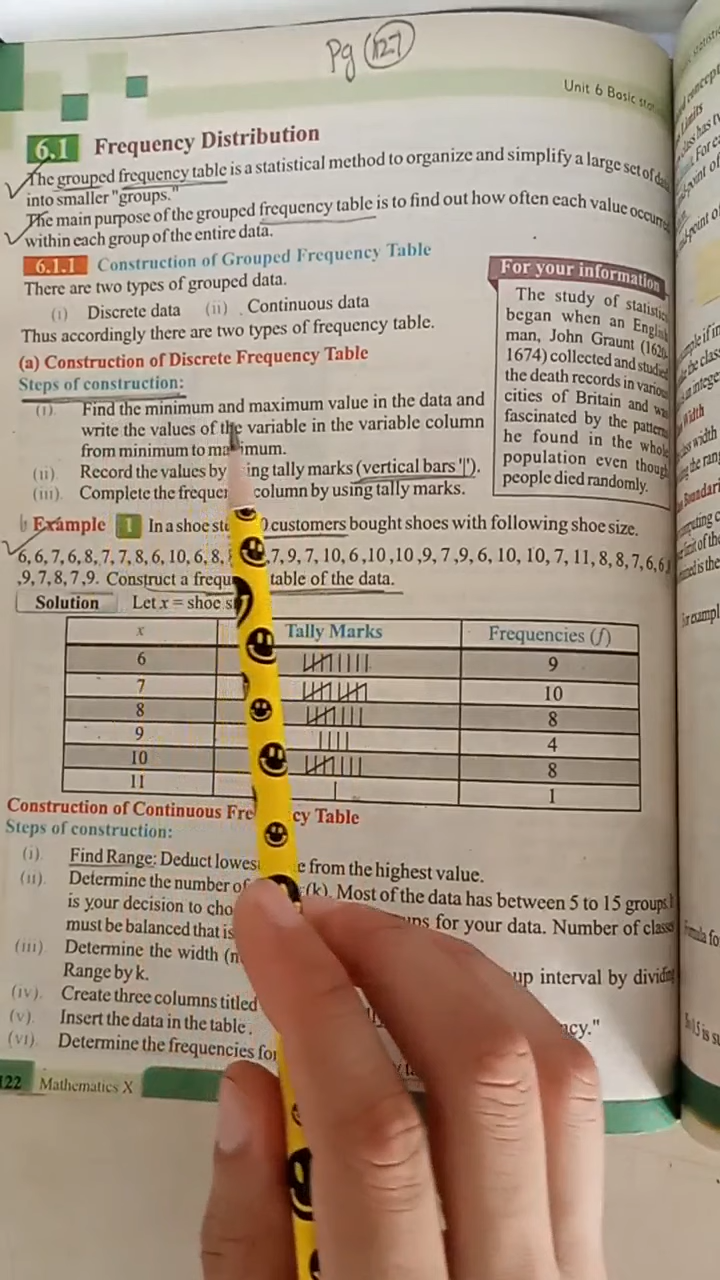 Pg 127
Unit 6 Basic
6.1 Frequency Distribution
The grouped frequency table is a statistical method to organize and simplify a large set of
into smaller "groups."
The main purpose of the grouped frequency table is to find out how often each value occurred
within each group of the entire data.
6.1.1 Construction of Grouped Frequency Table
There are two types of grouped data.
(i) Discrete data (ii) Continuous data
Thus accordingly there are two types of frequency table.
(a) Construction of Discrete Frequency Table
Steps of construction:
(i) Find the minimum and maximum value in the data and
write the values of the variable in the variable column
from minimum to maximum.
(ii) Record the values by ing tally marks (vertical bars '|').
(iii) Complete the frequen column by using tally marks.
For your information
The study of statistic
began when an Engli
man, John Graunt (1620
1674) collected and studied
the death records in various
cities of Britain and wa
fascinated by the patterns
he found in the whole
population even though
people died randomly.
Example 1 In a shoe st 0 customers bought shoes with following shoe size.
6, 6, 7, 6, 8, 7, 7, 8, 6, 10, 6, 8, 7, 9, 7, 10, 6 ,10 ,10 ,9, 7 ,9, 6, 10, 10, 7, 11, 8, 8, 7, 6, 6
,9, 7, 8, 7 ,9. Construct a frequ table of the data.
Solution Let x = shoe s
x Tally Marks Frequencies (f)
6 9
7 10
8 8
9 4
10 8
11 1
Construction of Continuous Fre cy Table
Steps of construction:
(i) Find Range: Deduct lowes e from the highest value.
(ii) Determine the number of (k). Most of the data has between 5 to 15 groups.
is your decision to cho ups for your data. Number of classe
must be balanced that is
(iii) Determine the width ( up interval by dividing
Range by k.
(iv) Create three columns titled cy."
(v) Insert the data in the table.
(vi) Determine the frequencies fo
122 Mathematics X